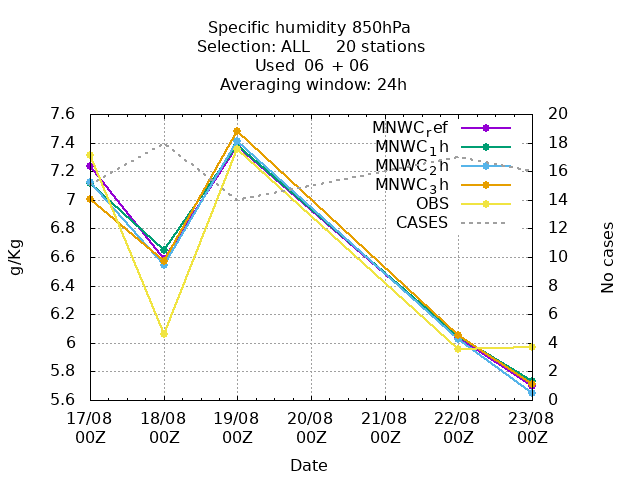 Specific humidity 850hPa
Selection: ALL     20 stations
Used  06 + 06
Averaging window: 24h
7.6
7.4
7.2
7
6.8
6.6
6.4
6.2
6
5.8
5.6
g/Kg
20
18
16
14
12
10
8
6
4
2
0
No cases
MNWC_ref
MNWC_1h
MNWC_2h
MNWC_3h
OBS
CASES
17/08 18/08 19/08 20/08 21/08 22/08 23/08
00Z 00Z 00Z 00Z 00Z 00Z 00Z
Date